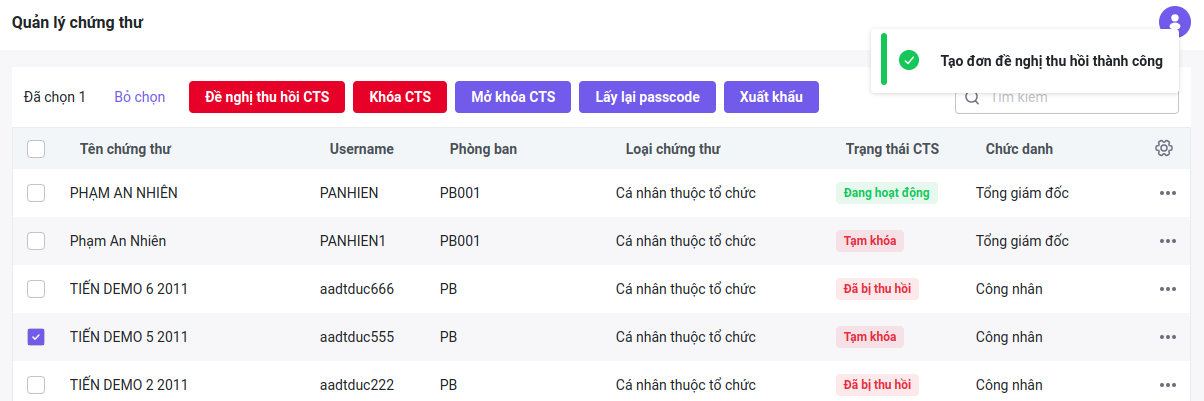 Quản lý chứng thư
Tạo đơn đề nghị thu hồi thành công
Đã chọn 1 Bỏ chọn Đề nghị thu hồi CTS Khóa CTS Mở khóa CTS Lấy lại passcode Xuất khẩu Tìm kiếm
Tên chứng thư Username Phòng ban Loại chứng thư Trạng thái CTS Chức danh
PHẠM AN NHIÊN PANHIEN PB001 Cá nhân thuộc tổ chức Đang hoạt động Tổng giám đốc
Phạm An Nhiên PANHIEN1 PB001 Cá nhân thuộc tổ chức Tạm khóa Tổng giám đốc
TIẾN DEMO 6 2011 aadtduc666 PB Cá nhân thuộc tổ chức Đã bị thu hồi Công nhân
TIẾN DEMO 5 2011 aadtduc555 PB Cá nhân thuộc tổ chức Tạm khóa Công nhân
TIẾN DEMO 2 2011 aadtduc222 PB Cá nhân thuộc tổ chức Đã bị thu hồi Công nhân